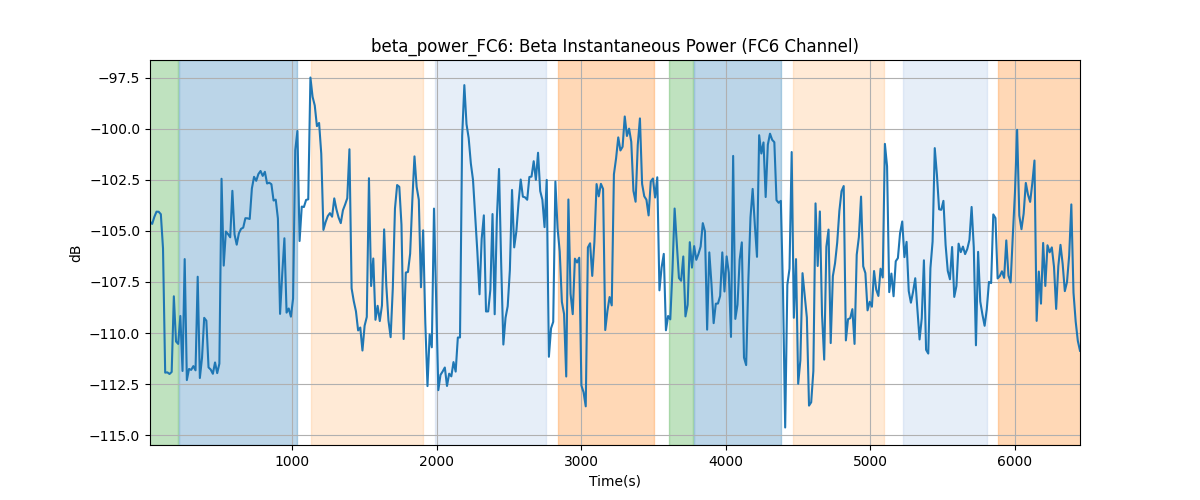 beta_power_FC6: Beta Instantaneous Power (FC6 Channel)
−97.5
−100.0
−102.5
−105.0
−107.5
−110.0
−112.5
−115.0
dB
1000 2000 3000 4000 5000 6000
Time(s)